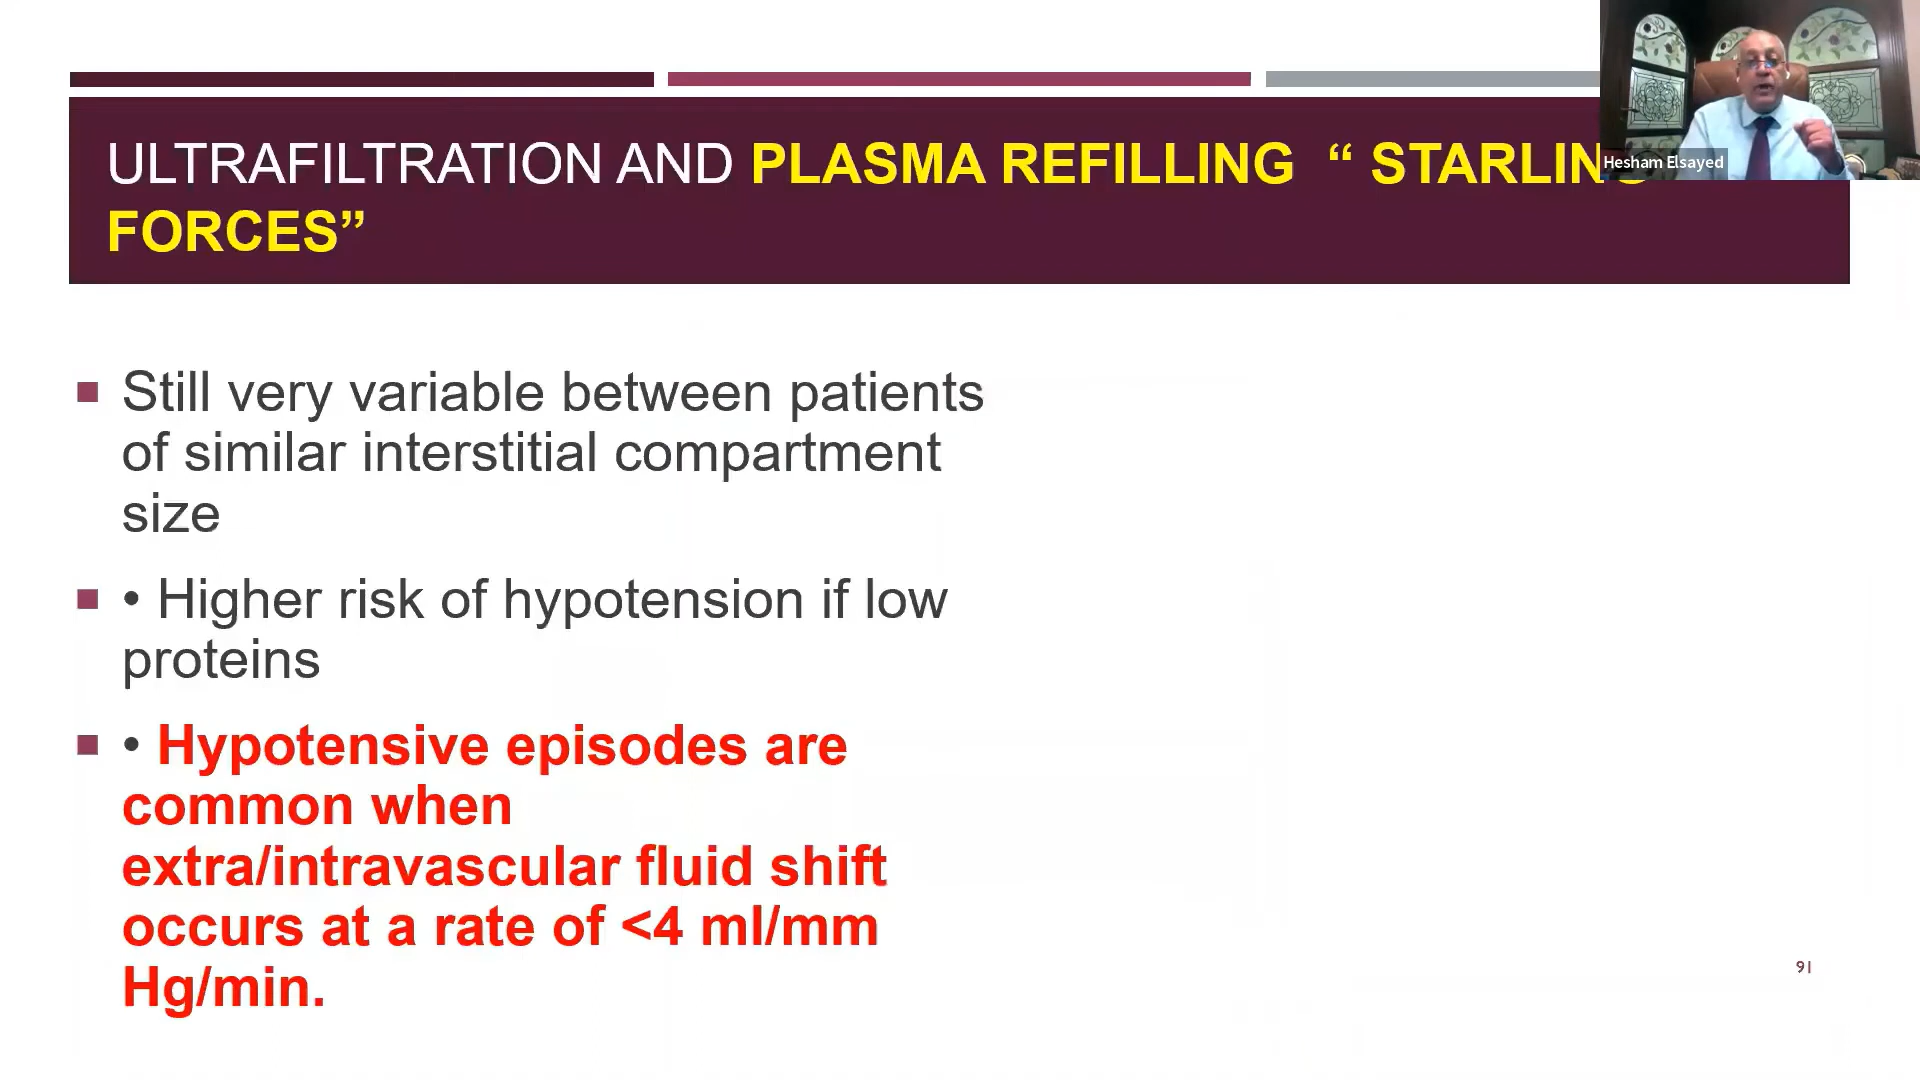 ULTRAFILTRATION AND PLASMA REFILLING “ STARLING
FORCES”
Hesham Elsayed
■ Still very variable between patients
of similar interstitial compartment
size
■ • Higher risk of hypotension if low
proteins
■ • Hypotensive episodes are
common when
extra/intravascular fluid shift
occurs at a rate of <4 ml/mm
Hg/min.
91